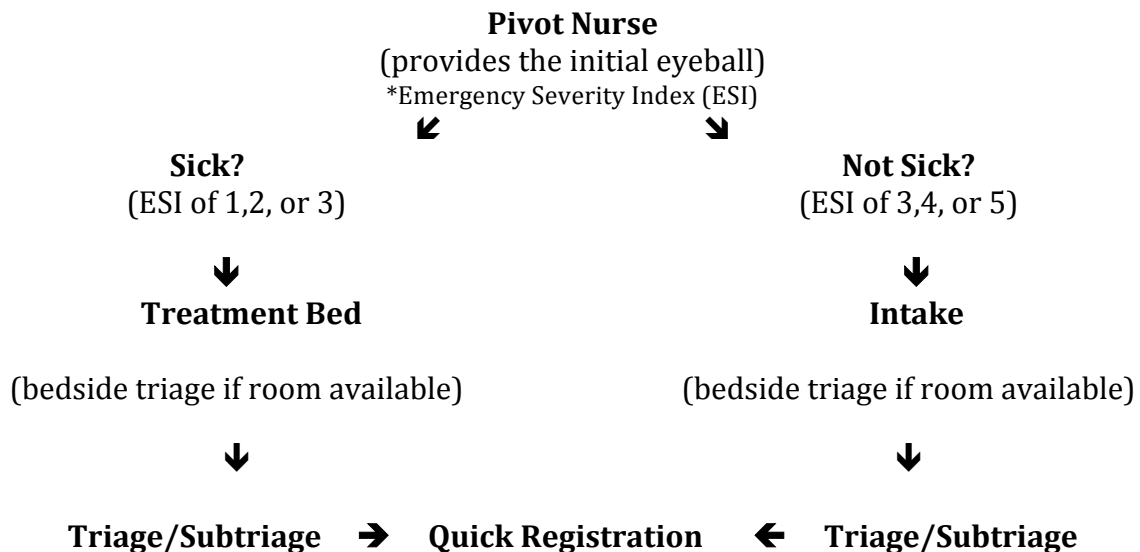 Pivot Nurse
(provides the initial eyeball)
*Emergency Severity Index (ESI)
Sick? Not Sick?
(ESI of 1,2, or 3) (ESI of 3,4, or 5)
Treatment Bed Intake
(bedside triage if room available) (bedside triage if room available)
Triage/Subtriage → Quick Registration ← Triage/Subtriage